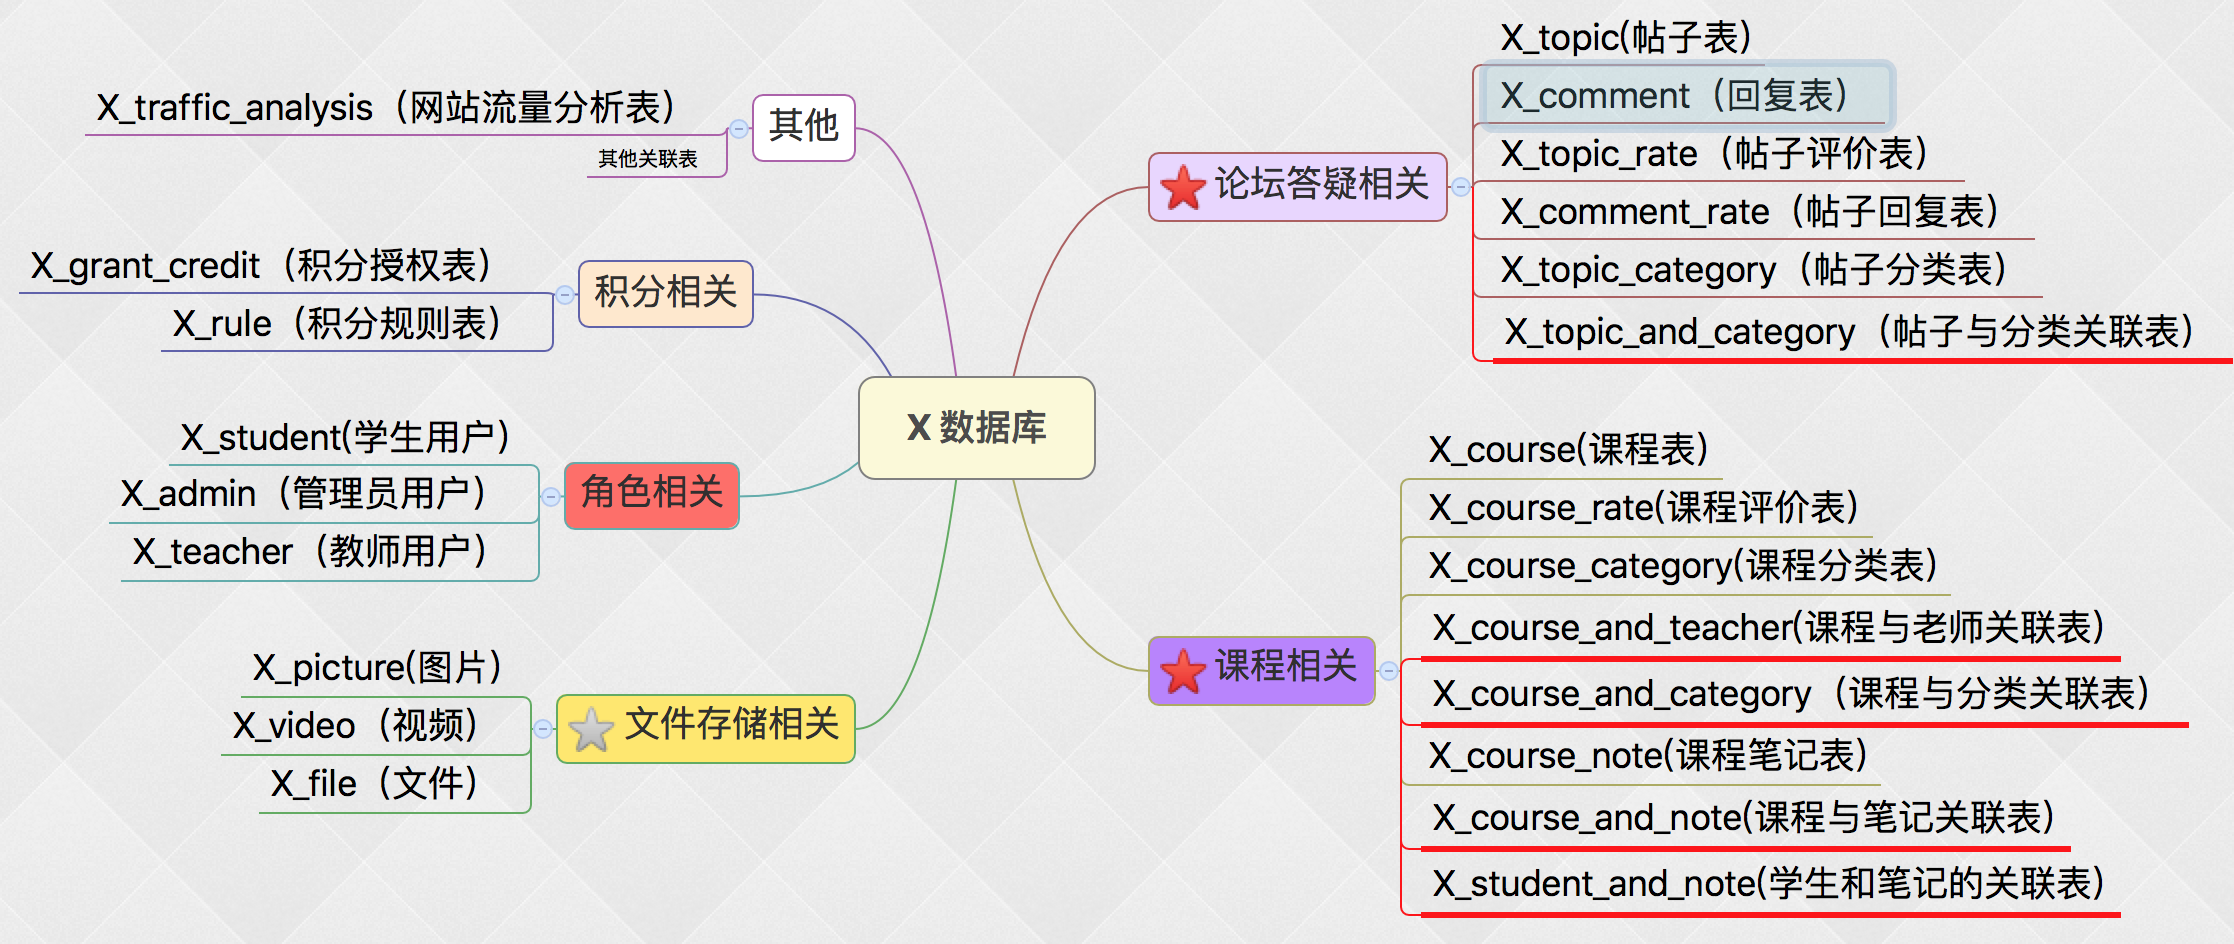 X 数据库
论坛答疑相关
X_topic(帖子表)
X_comment（回复表）
X_topic_rate（帖子评价表）
X_comment_rate（帖子回复表）
X_topic_category（帖子分类表）
X_topic_and_category（帖子与分类关联表）
课程相关
X_course(课程表)
X_course_rate(课程评价表)
X_course_category(课程分类表)
X_course_and_teacher(课程与老师关联表)
X_course_and_category（课程与分类关联表）
X_course_note(课程笔记表)
X_course_and_note(课程与笔记关联表)
X_student_and_note(学生和笔记的关联表)
其他
X_traffic_analysis（网站流量分析表）
其他关联表
积分相关
X_grant_credit（积分授权表）
X_rule（积分规则表）
角色相关
X_student(学生用户)
X_admin（管理员用户）
X_teacher（教师用户）
文件存储相关
X_picture(图片)
X_video（视频）
X_file（文件）